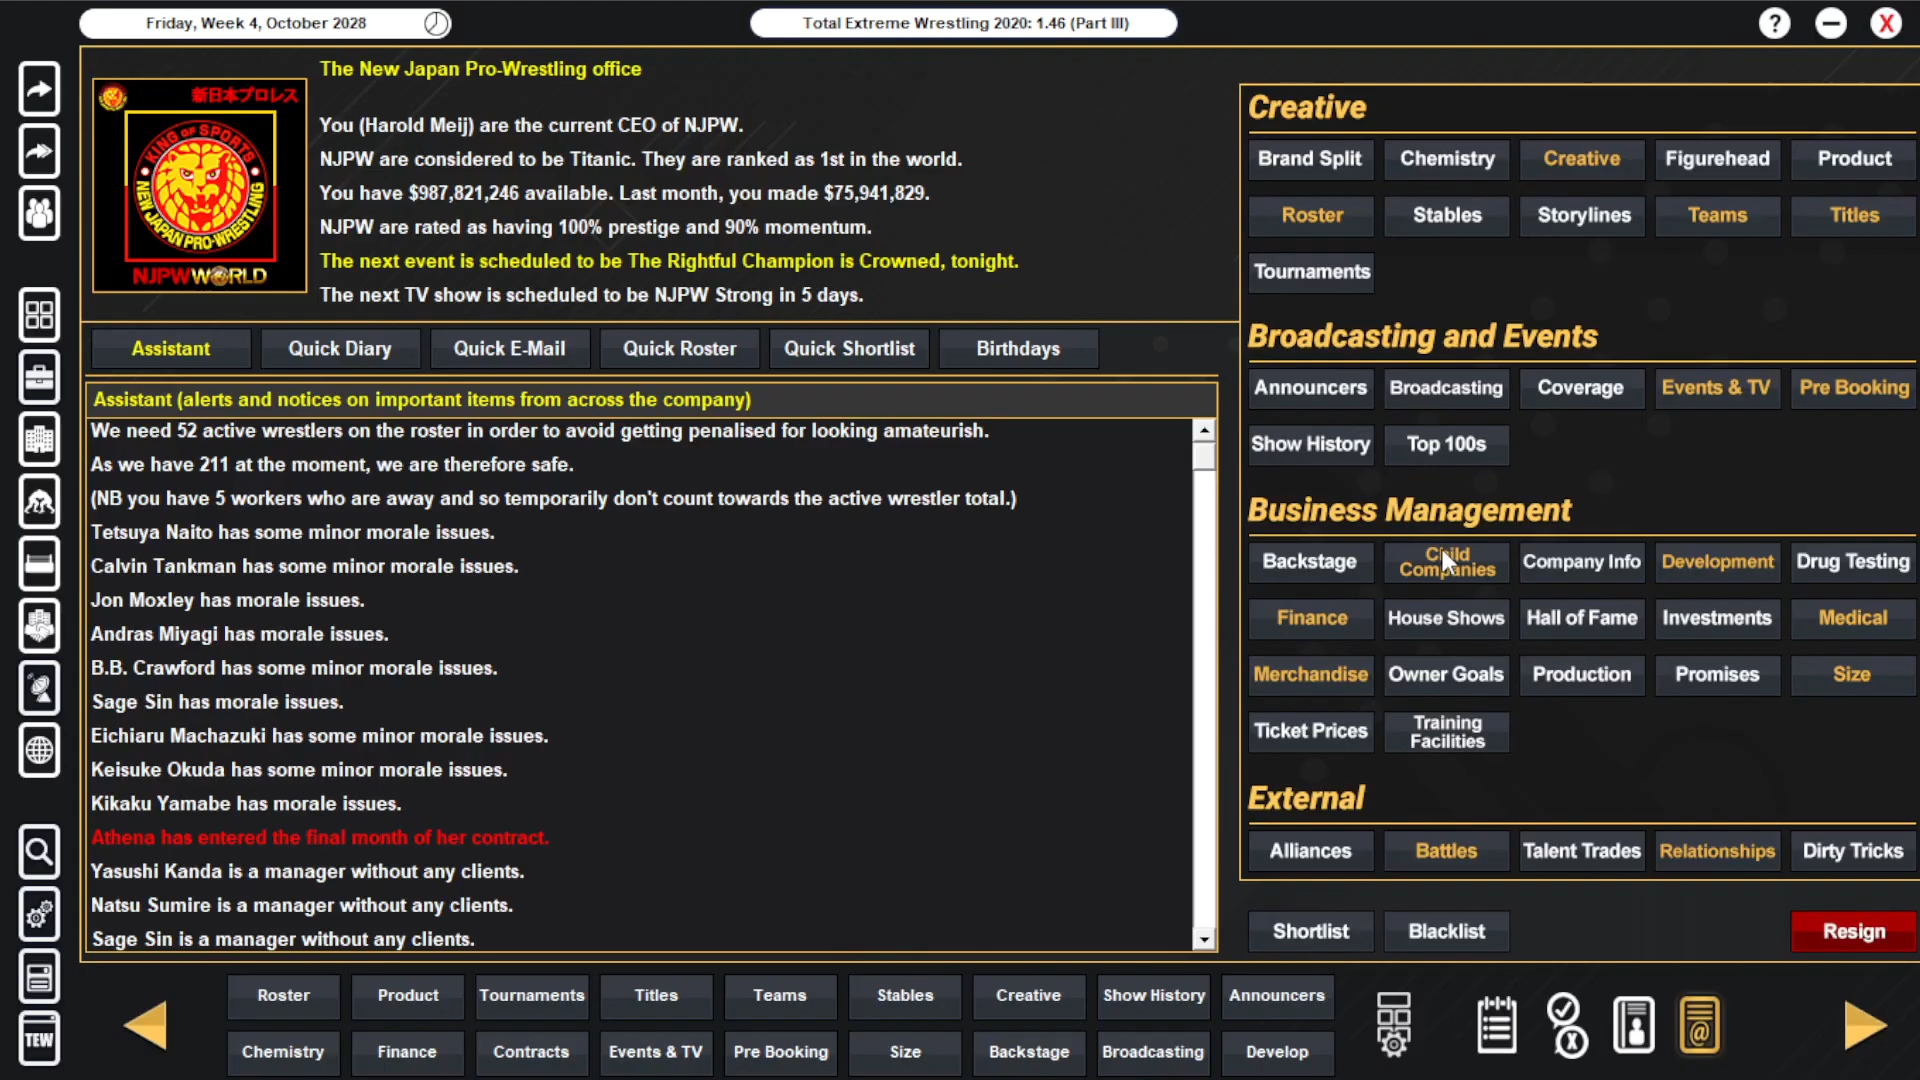 Friday, Week 4, October 2028
Total Extreme Wrestling 2020: 1.46 (Part III)
?
X
新日本プロレス
KING OF SPORTS
NEW JAPAN PRO-WRESTLING
NJPWWORLD
The New Japan Pro-Wrestling office
You (Harold Meij) are the current CEO of NJPW.
NJPW are considered to be Titanic. They are ranked as 1st in the world.
You have $987,821,246 available. Last month, you made $75,941,829.
NJPW are rated as having 100% prestige and 90% momentum.
The next event is scheduled to be The Rightful Champion is Crowned, tonight.
The next TV show is scheduled to be NJPW Strong in 5 days.
Assistant Quick Diary Quick E-Mail Quick Roster Quick Shortlist Birthdays
Assistant (alerts and notices on important items from across the company)
We need 52 active wrestlers on the roster in order to avoid getting penalised for looking amateurish.
As we have 211 at the moment, we are therefore safe.
(NB you have 5 workers who are away and so temporarily don't count towards the active wrestler total.)
Tetsuya Naito has some minor morale issues.
Calvin Tankman has some minor morale issues.
Jon Moxley has morale issues.
Andras Miyagi has morale issues.
B.B. Crawford has some minor morale issues.
Sage Sin has morale issues.
Eichiaru Machazuki has some minor morale issues.
Keisuke Okuda has some minor morale issues.
Kikaku Yamabe has morale issues.
Athena has entered the final month of her contract.
Yasushi Kanda is a manager without any clients.
Natsu Sumire is a manager without any clients.
Sage Sin is a manager without any clients.
Creative
Brand Split Chemistry Creative Figurehead Product
Roster Stables Storylines Teams Titles
Tournaments
Broadcasting and Events
Announcers Broadcasting Coverage Events & TV Pre Booking
Show History Top 100s
Business Management
Backstage Child Companies Company Info Development Drug Testing
Finance House Shows Hall of Fame Investments Medical
Merchandise Owner Goals Production Promises Size
Ticket Prices Training Facilities
External
Alliances Battles Talent Trades Relationships Dirty Tricks
Shortlist Blacklist Resign
Roster Product Tournaments Titles Teams Stables Creative Show History Announcers
Chemistry Finance Contracts Events & TV Pre Booking Size Backstage Broadcasting Develop
TEW
@